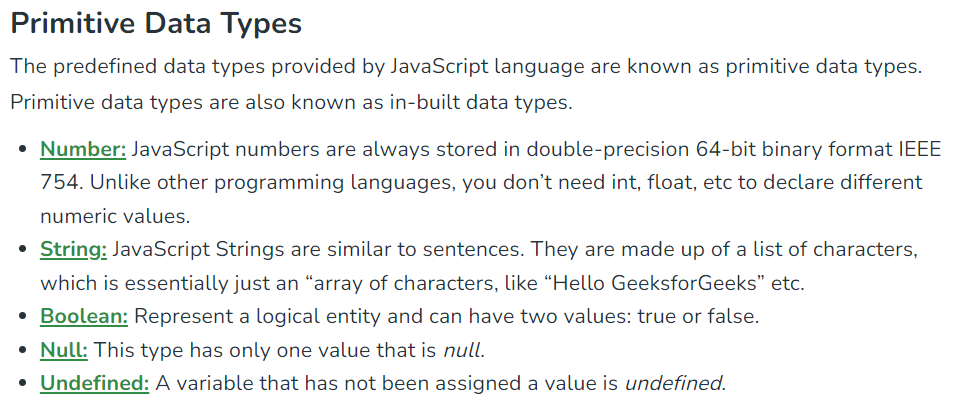 Primitive Data Types
The predefined data types provided by JavaScript language are known as primitive data types.
Primitive data types are also known as in-built data types.
• Number: JavaScript numbers are always stored in double-precision 64-bit binary format IEEE
754. Unlike other programming languages, you don’t need int, float, etc to declare different
numeric values.
• String: JavaScript Strings are similar to sentences. They are made up of a list of characters,
which is essentially just an “array of characters, like “Hello GeeksforGeeks” etc.
• Boolean: Represent a logical entity and can have two values: true or false.
• Null: This type has only one value that is null.
• Undefined: A variable that has not been assigned a value is undefined.